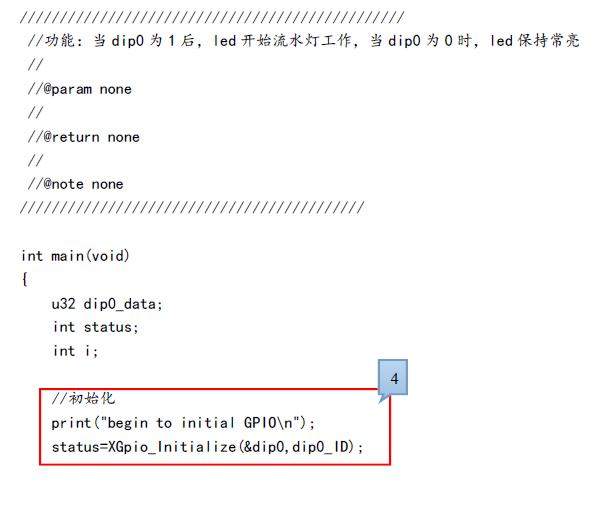 ////////////////////////////////////////////////
//功能：当 dip0 为 1 后，led 开始流水灯工作，当 dip0 为 0 时，led 保持常亮
//
//@param none
//
//@return none
//
//@note none
///////////////////////////////////////////
int main(void)
{
u32 dip0_data;
int status;
int i;
4
//初始化
print("begin to initial GPIO\n");
status=XGpio_Initialize(&dip0,dip0_ID);